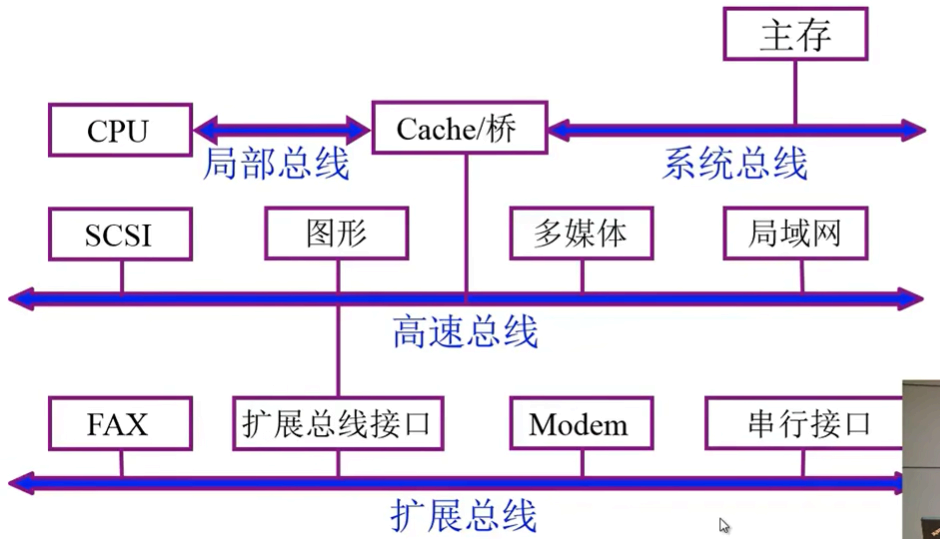 主存
CPU
Cache/桥
局部总线
系统总线
SCSI
图形
多媒体
局域网
高速总线
FAX
扩展总线接口
Modem
串行接口
扩展总线